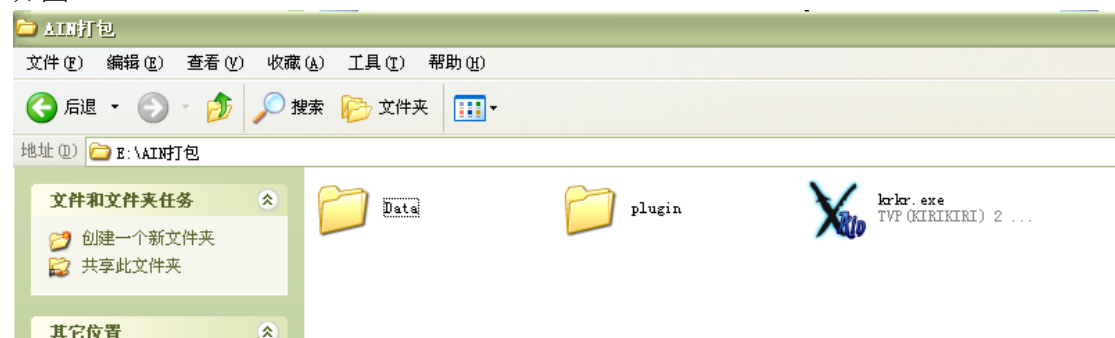 AIN打包
文件(F) 编辑(E) 查看(V) 收藏(A) 工具(T) 帮助(H)
后退 搜索 文件夹
地址(D) E:\AIN打包
文件和文件夹任务
创建一个新文件夹
共享此文件夹
其它位置
Data
plugin
krkr.exe
TVP(KIRIKIRI) 2 ...